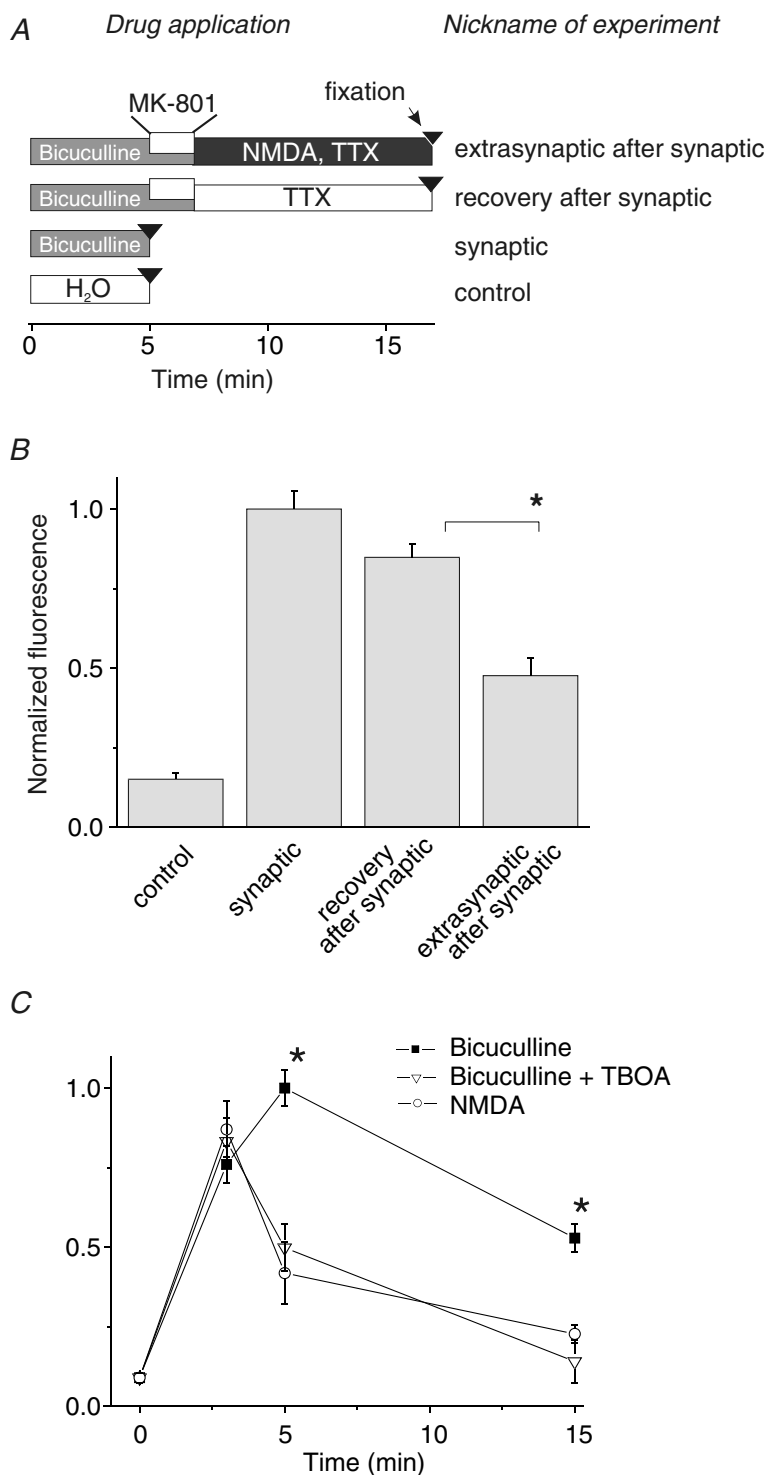 A
Drug application
Nickname of experiment
MK-801
fixation
Bicuculline
NMDA, TTX
extrasynaptic after synaptic
Bicuculline
TTX
recovery after synaptic
Bicuculline
synaptic
H2O
control
0 5 10 15
Time (min)
B
Normalized fluorescence
1.0
*
0.5
0.0
control
synaptic
recovery
after synaptic
extrasynaptic
after synaptic
C
Bicuculline
Bicuculline + TBOA
NMDA
*
1.0
*
0.5
0.0
0 5 10 15
Time (min)